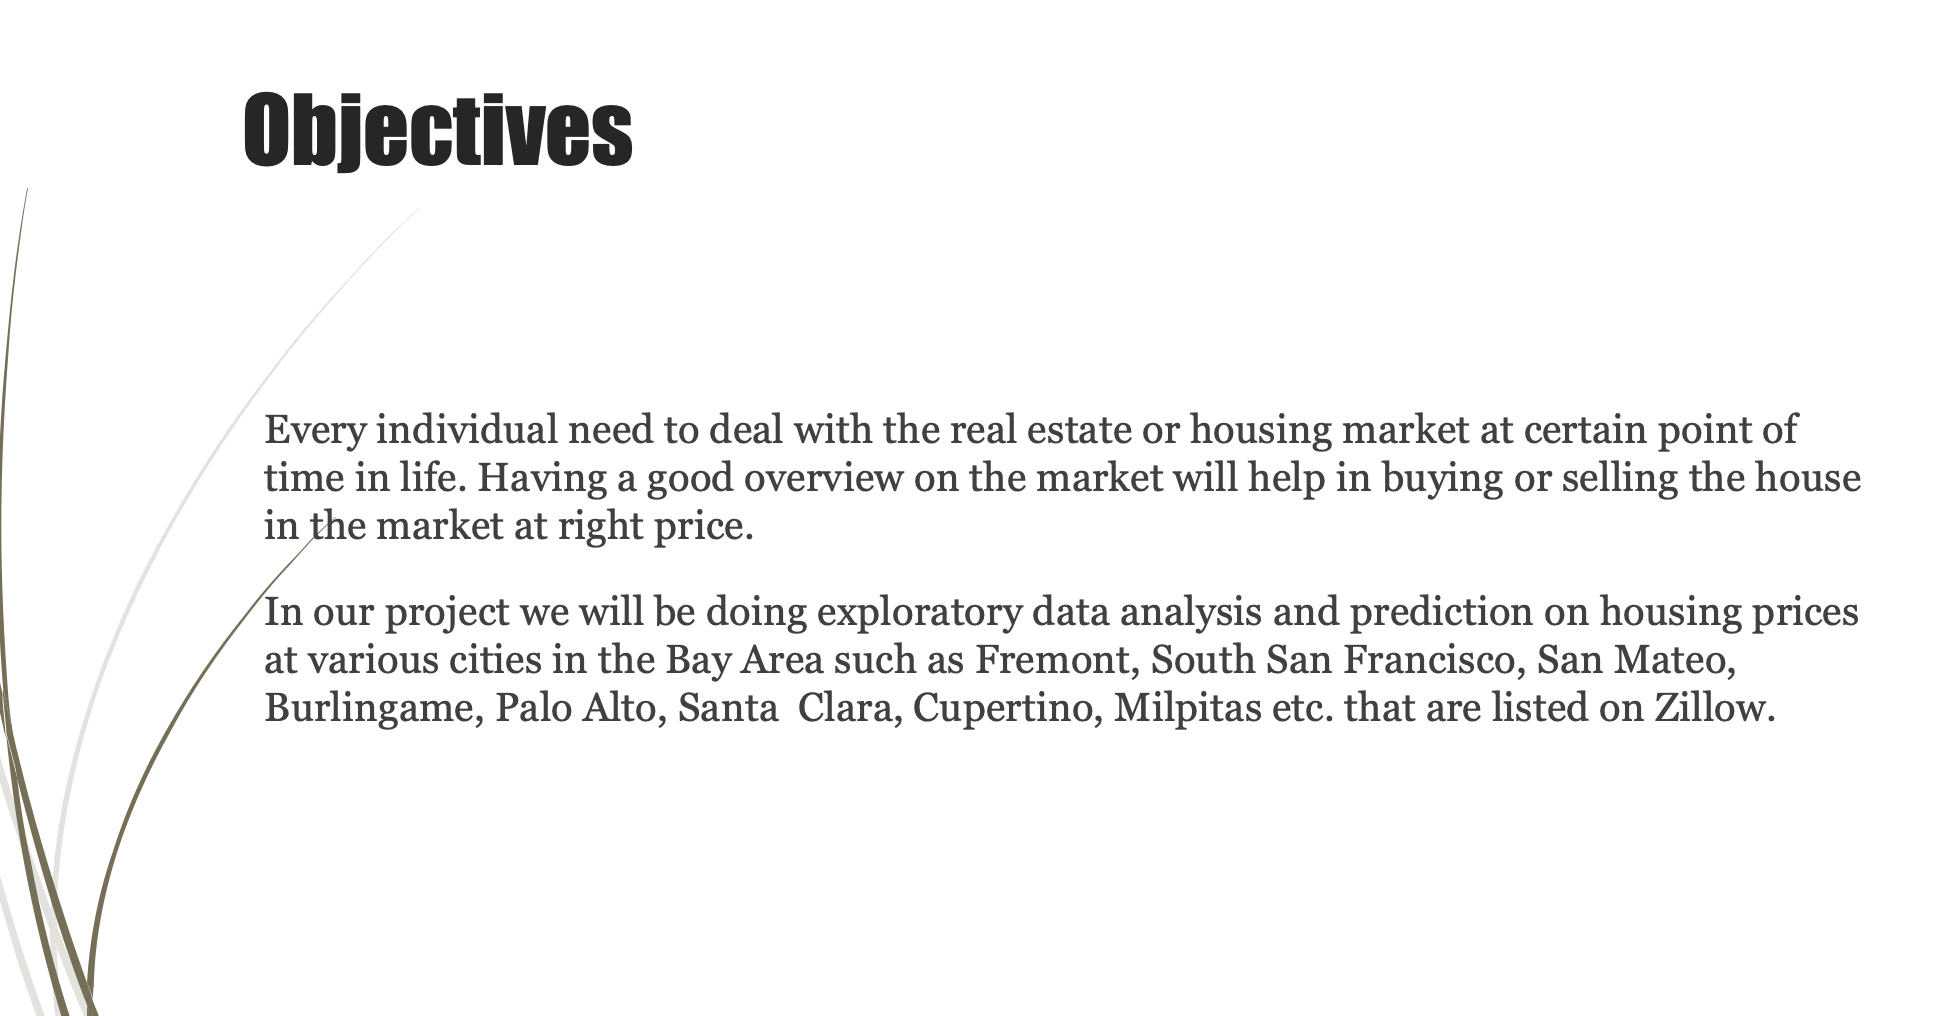 Objectives
Every individual need to deal with the real estate or housing market at certain point of
time in life. Having a good overview on the market will help in buying or selling the house
in the market at right price.
In our project we will be doing exploratory data analysis and prediction on housing prices
at various cities in the Bay Area such as Fremont, South San Francisco, San Mateo,
Burlingame, Palo Alto, Santa  Clara, Cupertino, Milpitas etc. that are listed on Zillow.